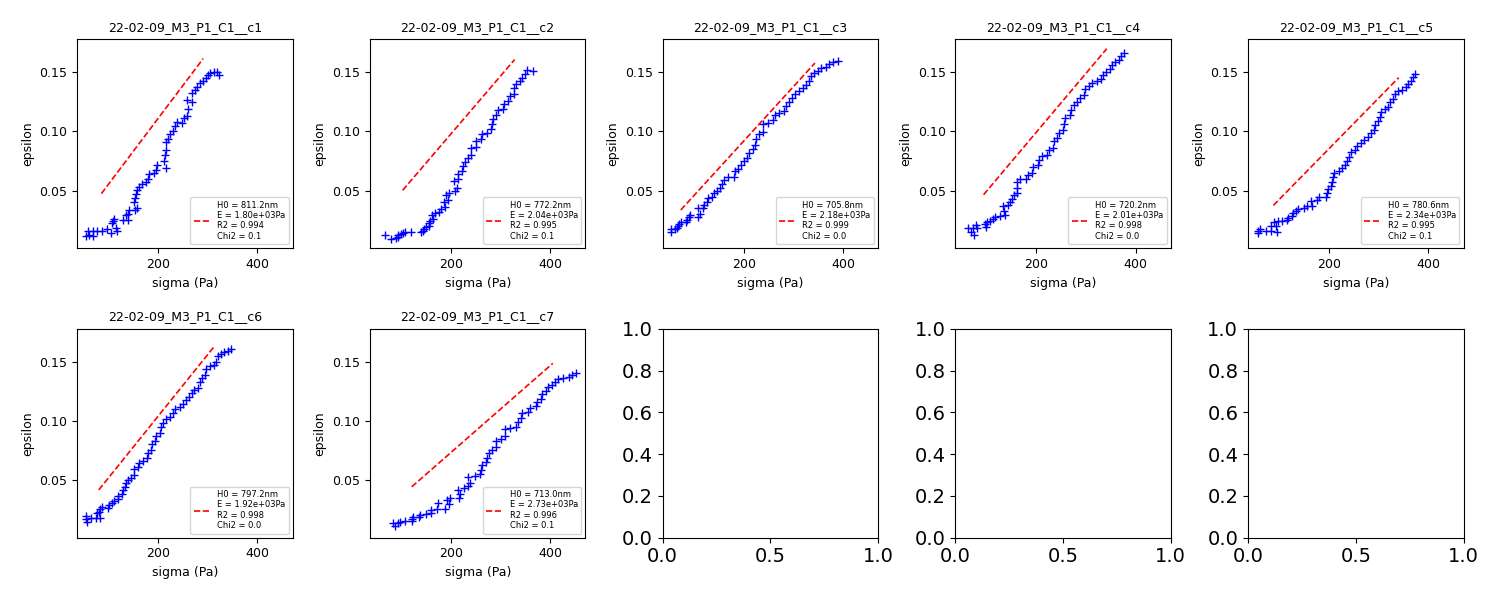 22-02-09_M3_P1_C1__c1
epsilon
0.15
0.10
0.05
200
400
sigma (Pa)
H0 = 811.2nm
E = 1.80e+03Pa
R2 = 0.994
Chi2 = 0.1
22-02-09_M3_P1_C1__c2
epsilon
0.15
0.10
0.05
200
400
sigma (Pa)
H0 = 772.2nm
E = 2.04e+03Pa
R2 = 0.995
Chi2 = 0.1
22-02-09_M3_P1_C1__c3
epsilon
0.15
0.10
0.05
200
400
sigma (Pa)
H0 = 705.8nm
E = 2.18e+03Pa
R2 = 0.999
Chi2 = 0.0
22-02-09_M3_P1_C1__c4
epsilon
0.15
0.10
0.05
200
400
sigma (Pa)
H0 = 720.2nm
E = 2.01e+03Pa
R2 = 0.998
Chi2 = 0.0
22-02-09_M3_P1_C1__c5
epsilon
0.15
0.10
0.05
200
400
sigma (Pa)
H0 = 780.6nm
E = 2.34e+03Pa
R2 = 0.995
Chi2 = 0.1
22-02-09_M3_P1_C1__c6
epsilon
0.15
0.10
0.05
200
400
sigma (Pa)
H0 = 797.2nm
E = 1.92e+03Pa
R2 = 0.998
Chi2 = 0.0
22-02-09_M3_P1_C1__c7
epsilon
0.15
0.10
0.05
200
400
sigma (Pa)
H0 = 713.0nm
E = 2.73e+03Pa
R2 = 0.996
Chi2 = 0.1
1.0
0.8
0.6
0.4
0.2
0.0
0.0
0.5
1.0
1.0
0.8
0.6
0.4
0.2
0.0
0.0
0.5
1.0
1.0
0.8
0.6
0.4
0.2
0.0
0.0
0.5
1.0